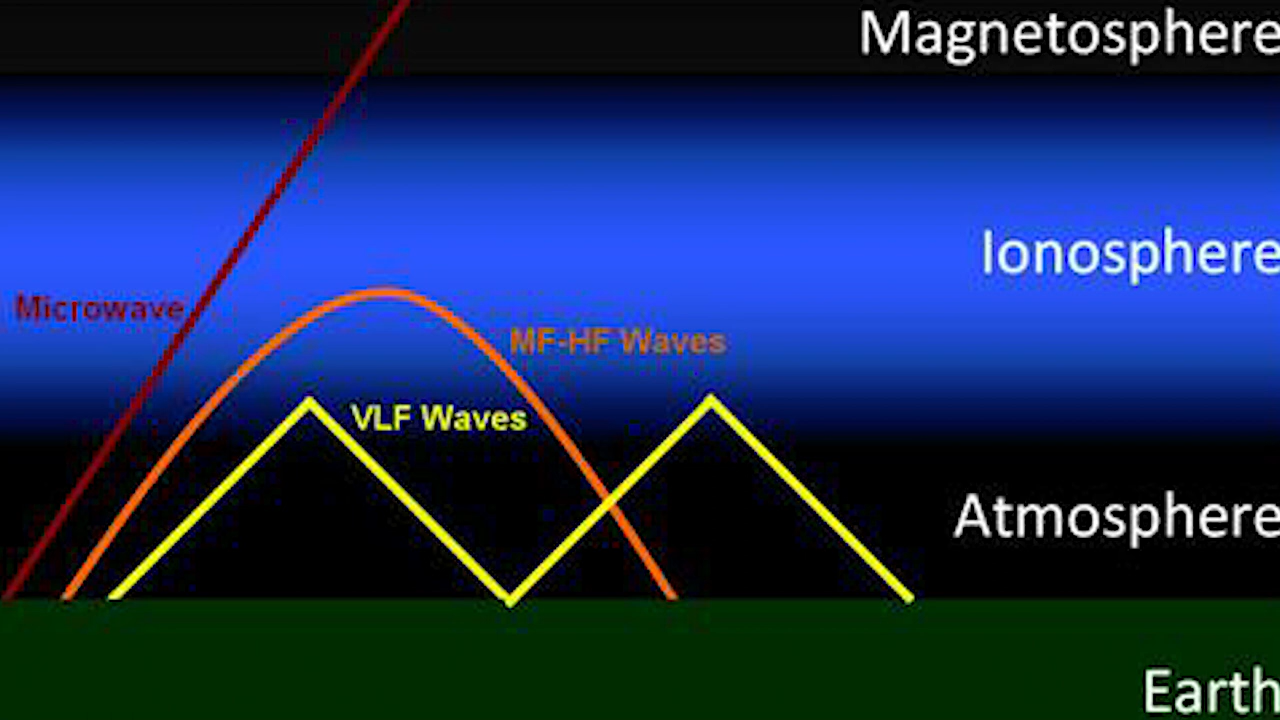 Magnetosphere
Ionosphere
Microwave
MF-HF Waves
VLF Waves
Atmosphere
Earth